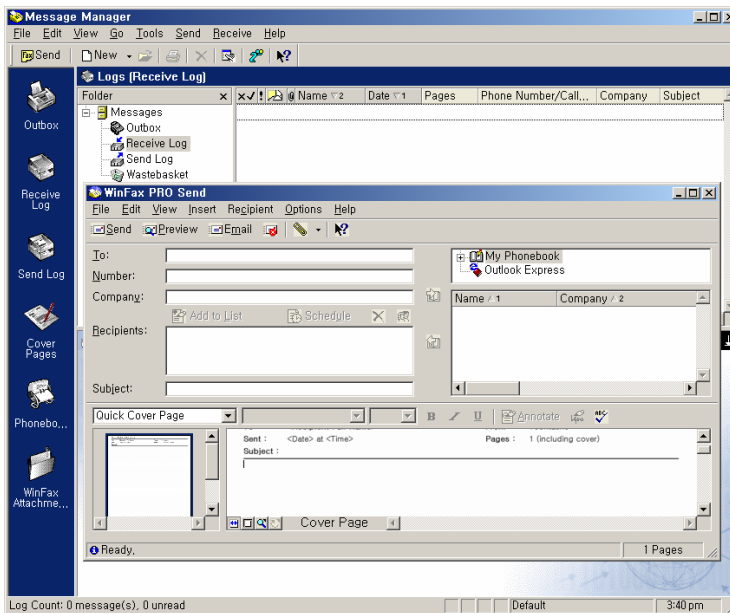 Message Manager
File Edit View Go Tools Send Receive Help
Fax Send New
Logs (Receive Log)
Folder Name 2 Date 1 Pages Phone Number/Call... Company Subject
Messages
Outbox
Receive Log
Send Log
Wastebasket
Outbox
Receive
Log
Send Log
Cover
Pages
Phonebo...
WinFax
Attachme...
WinFax PRO Send
File Edit View Insert Recipient Options Help
Send Preview Email
To:
Number:
Company:
Add to List Schedule
Recipients:
Subject:
My Phonebook
Outlook Express
Name / 1 Company / 2
Quick Cover Page B I U Annotate
Sent : <Date> at <Time> Pages : 1 (including cover)
Subject :
Cover Page
Ready. 1 Pages
Log Count: 0 message(s), 0 unread Default 3:40 pm